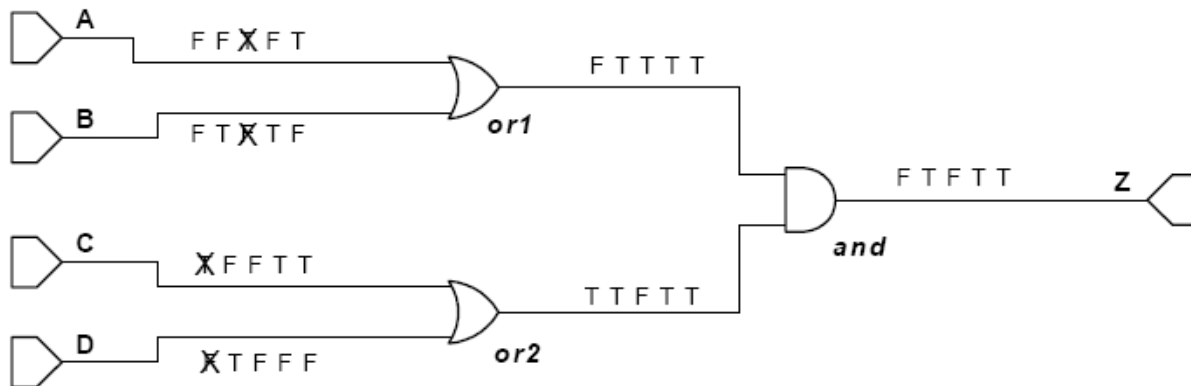 A
F F T F T
F T T T T
B
F T F T F
or1
F T F T T
Z
and
C
T F F T T
T T F T T
D
F T F F F
or2